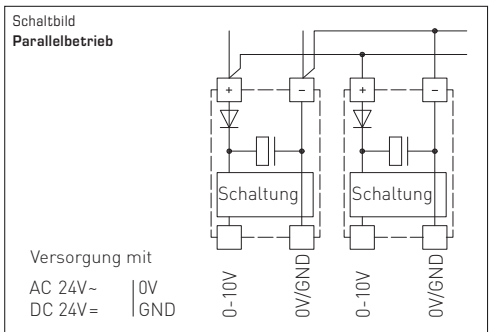 Schaltbild
Parallelbetrieb
+ – + –
Schaltung Schaltung
Versorgung mit
AC 24V~ 0V
DC 24V= GND
0-10V
0V/GND
0-10V
0V/GND